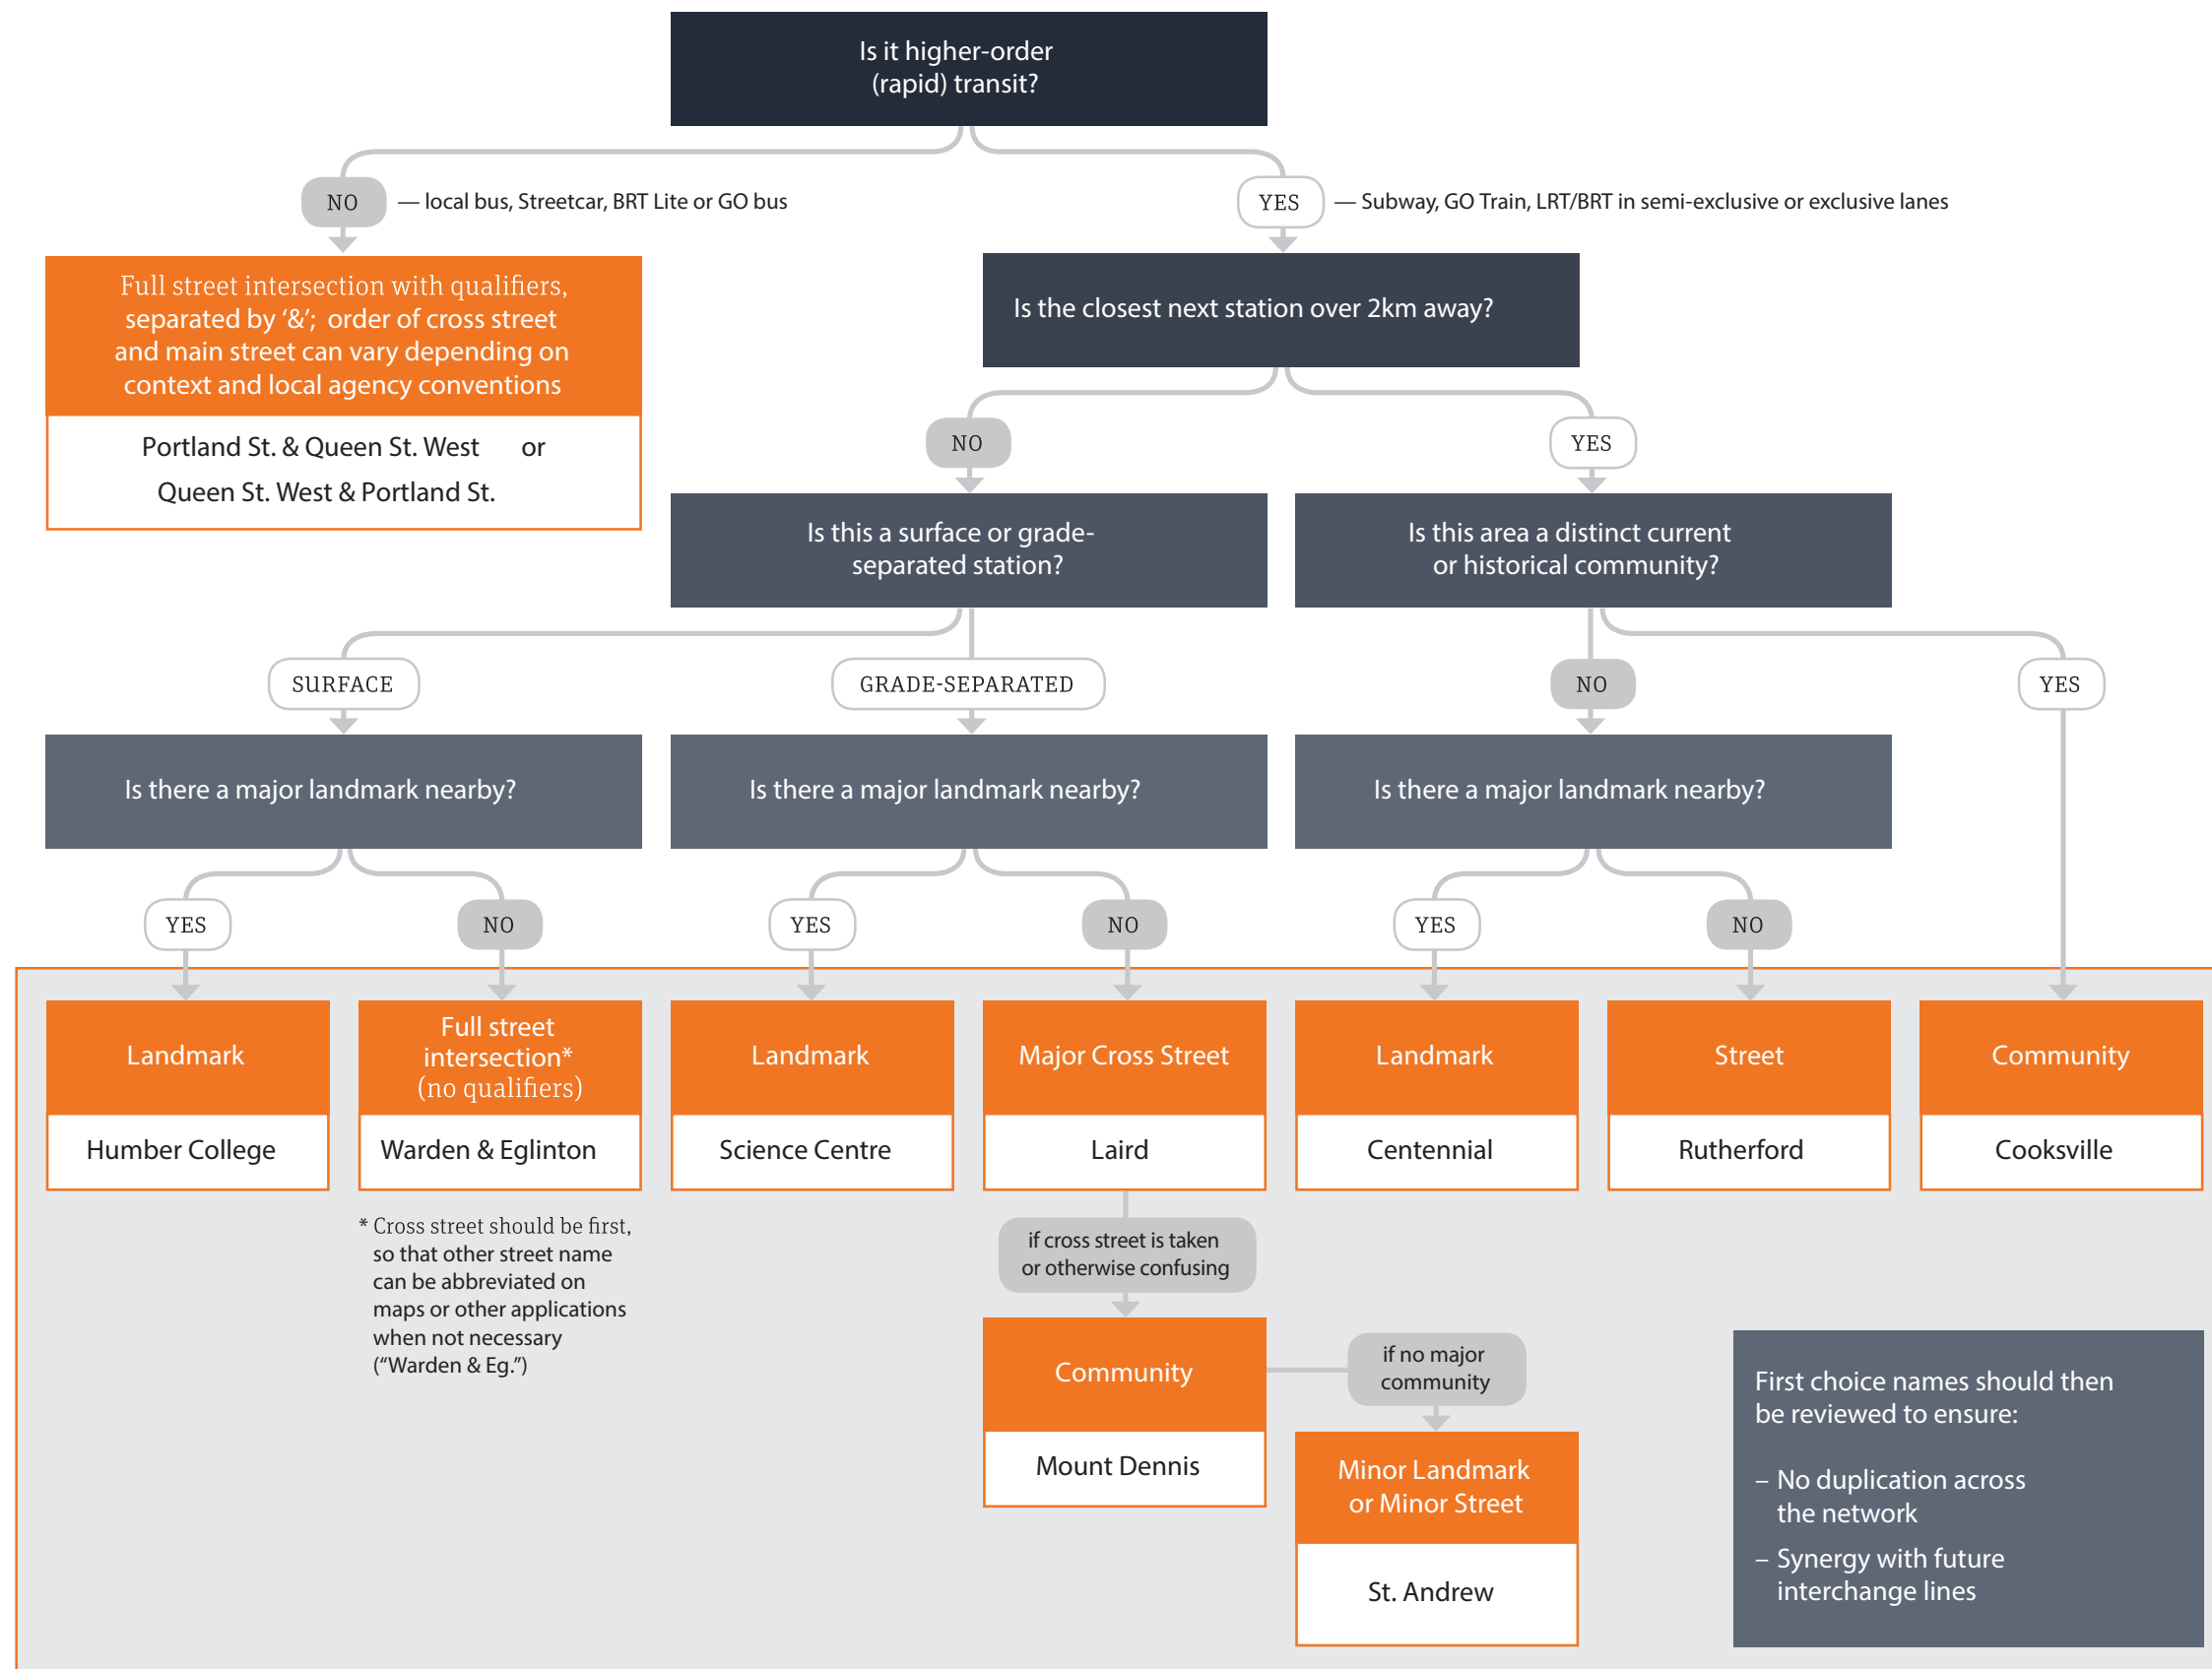 Is it higher-order
(rapid) transit?
NO
— local bus, Streetcar, BRT Lite or GO bus
YES
— Subway, GO Train, LRT/BRT in semi-exclusive or exclusive lanes
Full street intersection with qualifiers,
separated by ‘&’; order of cross street
and main street can vary depending on
context and local agency conventions
Portland St. & Queen St. West or
Queen St. West & Portland St.
Is the closest next station over 2km away?
NO
YES
Is this a surface or grade-
separated station?
Is this area a distinct current
or historical community?
SURFACE
GRADE-SEPARATED
NO
YES
Is there a major landmark nearby?
Is there a major landmark nearby?
Is there a major landmark nearby?
YES
NO
YES
NO
YES
NO
Landmark
Humber College
Full street
intersection*
(no qualifiers)
Warden & Eglinton
Landmark
Science Centre
Major Cross Street
Laird
Landmark
Centennial
Street
Rutherford
Community
Cooksville
* Cross street should be first,
so that other street name
can be abbreviated on
maps or other applications
when not necessary
(“Warden & Eg.”)
if cross street is taken
or otherwise confusing
Community
Mount Dennis
if no major
community
Minor Landmark
or Minor Street
St. Andrew
First choice names should then
be reviewed to ensure:
– No duplication across
the network
– Synergy with future
interchange lines